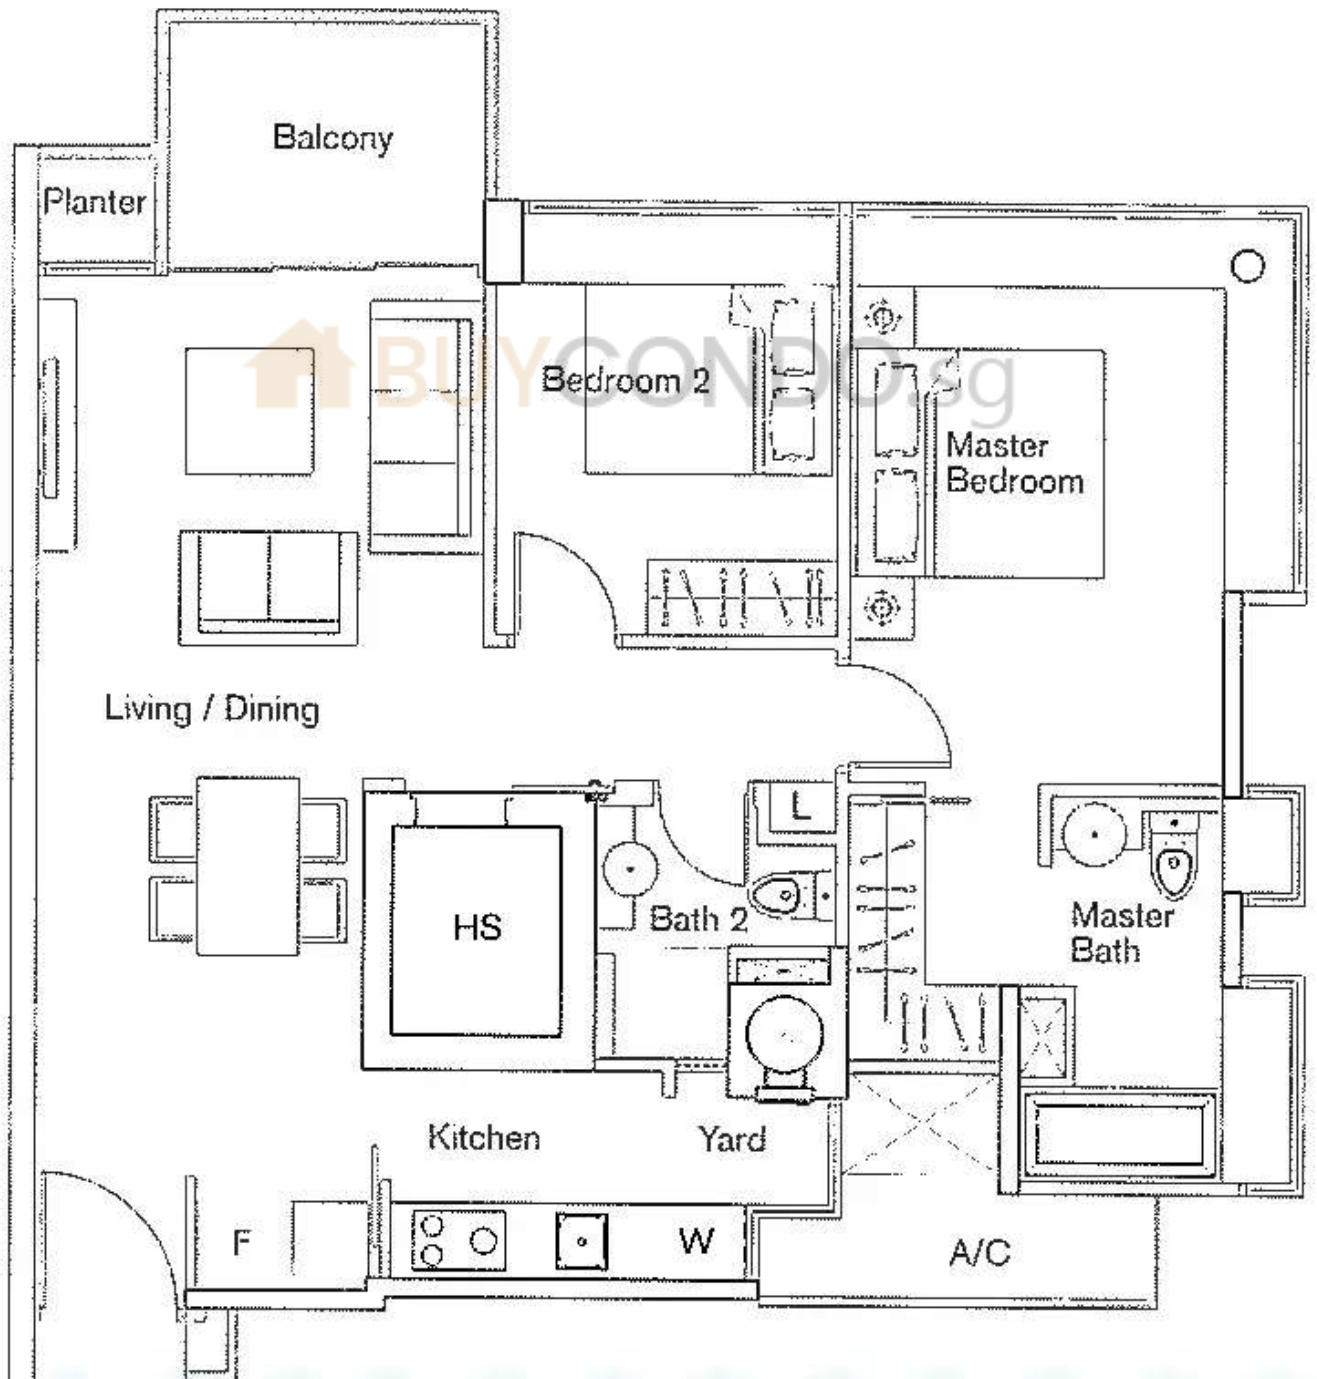 Balcony
Planter
BUYCONDO.sg
Bedroom 2
Master
Bedroom
Living / Dining
L
HS
Bath 2
Master
Bath
Kitchen
Yard
F
W
A/C